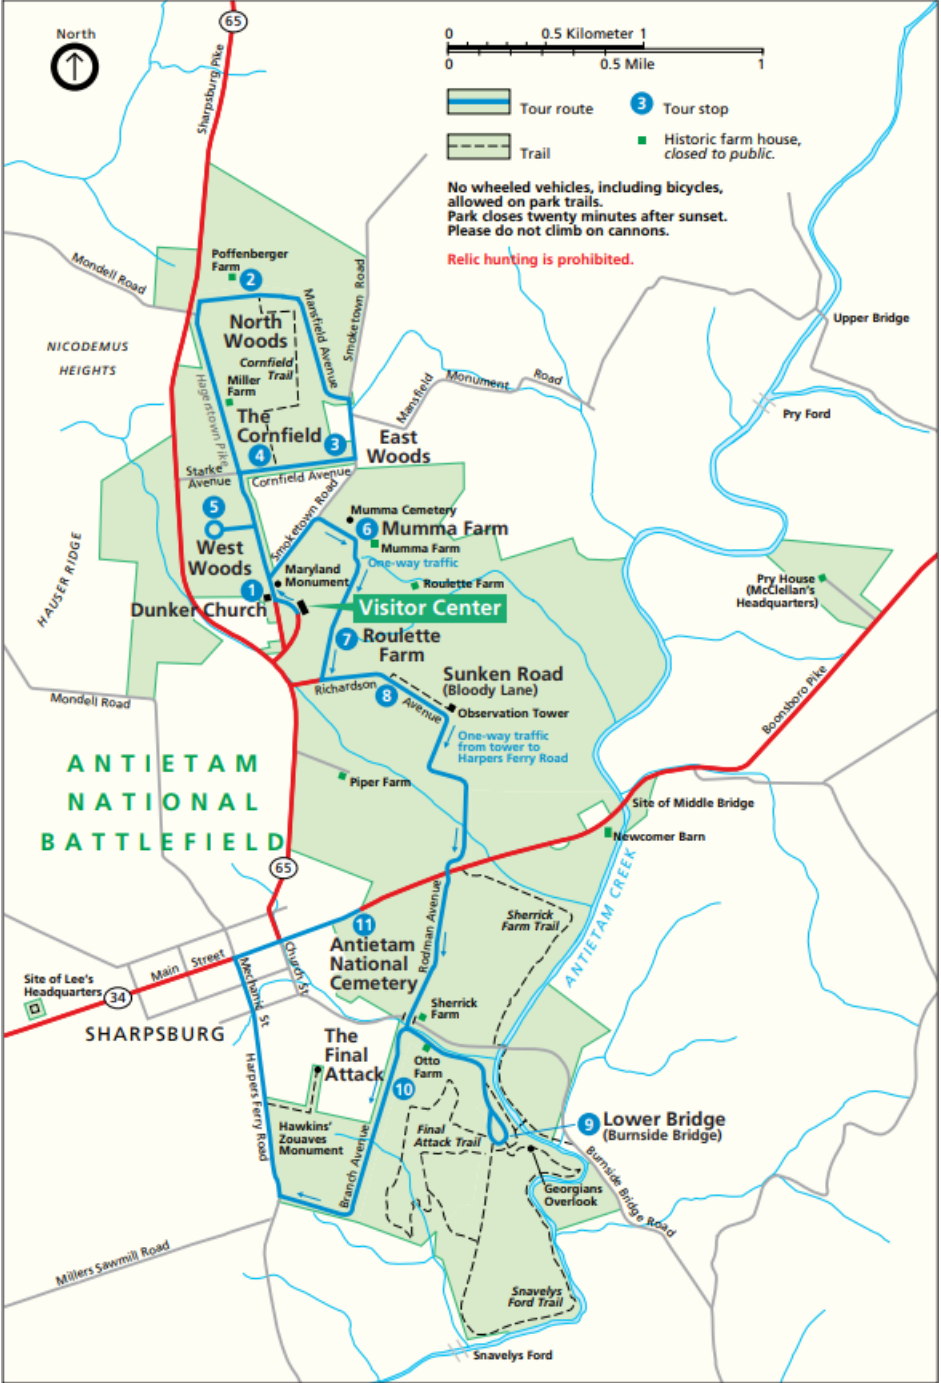 65
North
Sharpsburg Pike
0 0.5 Kilometer 1
0 0.5 Mile 1
Tour route
3 Tour stop
Trail
Historic farm house,
closed to public.
No wheeled vehicles, including bicycles,
allowed on park trails.
Park closes twenty minutes after sunset.
Please do not climb on cannons.
Relic hunting is prohibited.
Mondell Road
Poffenberger
Farm
2
North
Woods
Mansfield Avenue
Smoketown Road
Upper Bridge
NICODEMUS
HEIGHTS
Cornfield
Trail
Miller
Farm
Hagerstown Pike
Mansfield
Monument
Road
Pry Ford
The
Cornfield
3
4
East
Woods
Starke
Avenue
Cornfield Avenue
Smoketown Road
5
West
Woods
Mumma Cemetery
6 Mumma Farm
Mumma Farm
One-way traffic
HAUSER RIDGE
Maryland
Monument
Roulette Farm
Pry House
(McClellan's
Headquarters)
1
Dunker Church
Visitor Center
7 Roulette
Farm
Richardson
Avenue
8
Sunken Road
(Bloody Lane)
Observation Tower
Boonsboro Pike
Mondell Road
One-way traffic
from tower to
Harpers Ferry Road
ANTIETAM
NATIONAL
BATTLEFIELD
Piper Farm
Site of Middle Bridge
Newcomer Barn
65
ANTIETAM CREEK
Rodman Avenue
Sherrick
Farm Trail
11
Antietam
National
Cemetery
Main Street
Church St
Mechanic St
Site of Lee's
Headquarters
34
SHARPSBURG
Sherrick
Farm
The
Final
Attack
Otto
Farm
10
Harpers Ferry Road
Hawkins'
Zouaves
Monument
Branch Avenue
Final
Attack Trail
9 Lower Bridge
(Burnside Bridge)
Georgians
Overlook
Burnside Bridge Road
Millers Sawmill Road
Snavelys
Ford Trail
Snavelys Ford